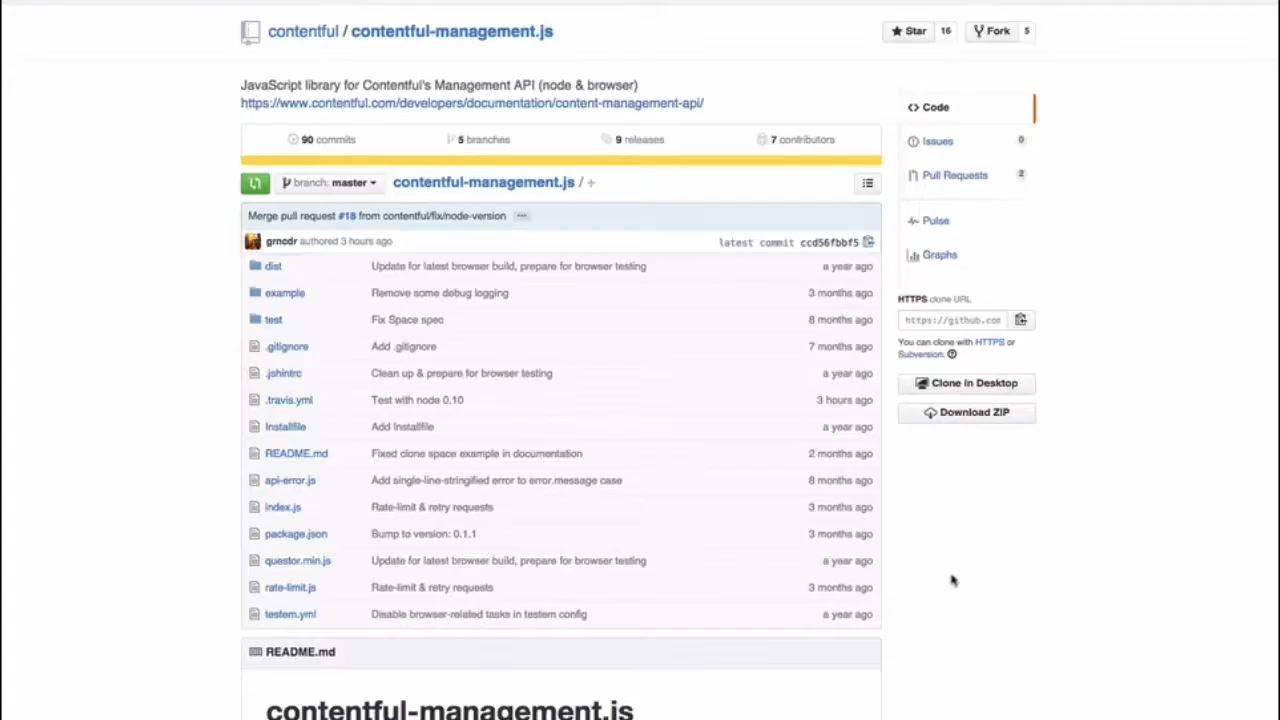 contentful / contentful-management.js
Star 16 Fork 5
JavaScript library for Contentful's Management API (node & browser)
https://www.contentful.com/developers/documentation/content-management-api/
90 commits 5 branches 9 releases 7 contributors
branch: master contentful-management.js / +
Merge pull request #18 from contentful/fix/node-version
grncdr authored 3 hours ago latest commit ccd56fbbf5
dist Update for latest browser build, prepare for browser testing a year ago
example Remove some debug logging 3 months ago
test Fix Space spec 8 months ago
.gitignore Add .gitignore 7 months ago
.jshintrc Clean up & prepare for browser testing a year ago
.travis.yml Test with node 0.10 3 hours ago
Installfile Add Installfile a year ago
README.md Fixed clone space example in documentation 2 months ago
api-error.js Add single-line-stringified error to error.message case 8 months ago
index.js Rate-limit & retry requests 3 months ago
package.json Bump to version: 0.1.1 3 months ago
questor.min.js Update for latest browser build, prepare for browser testing a year ago
rate-limit.js Rate-limit & retry requests 3 months ago
testem.yml Disable browser-related tasks in testem config a year ago
README.md
contentful-management.js
Code
Issues 0
Pull Requests 2
Pulse
Graphs
HTTPS clone URL
https://github.com
You can clone with HTTPS or
Subversion.
Clone in Desktop
Download ZIP